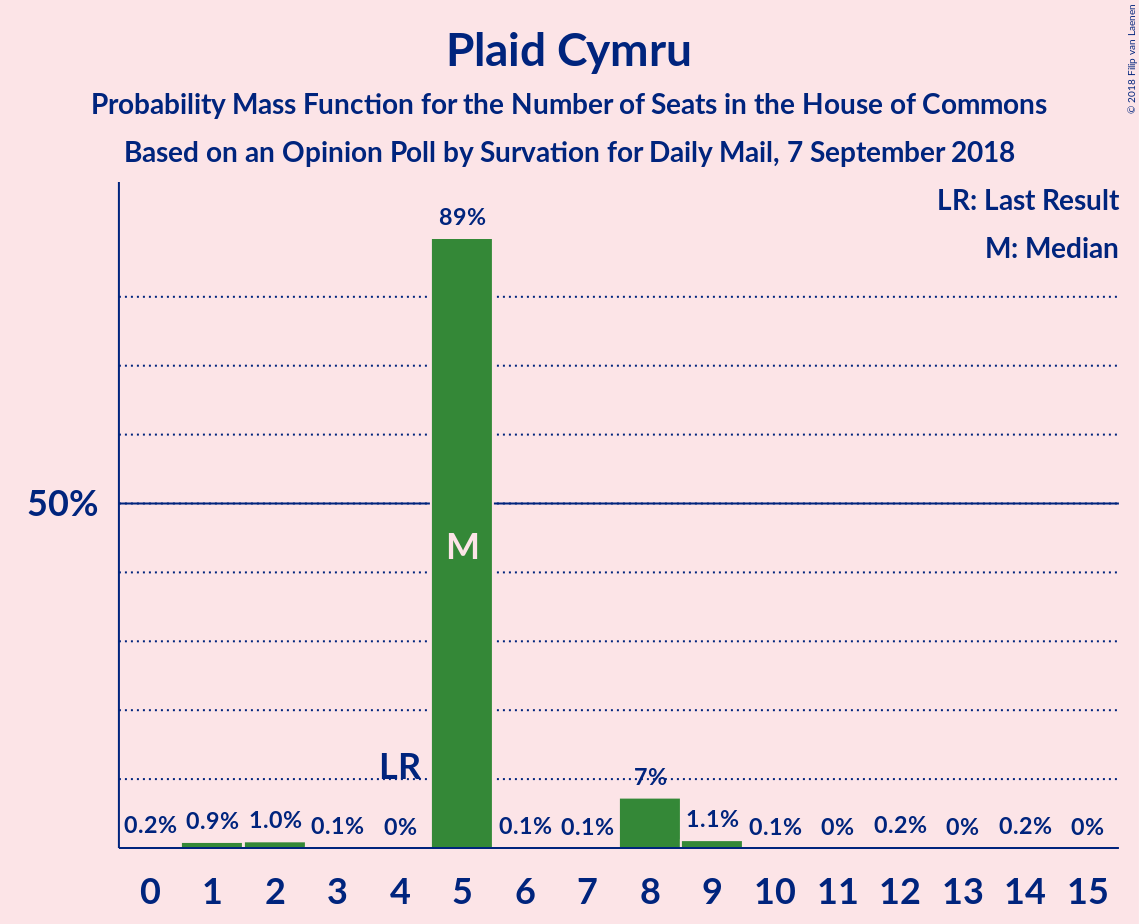 Plaid Cymru
Probability Mass Function for the Number of Seats in the House of Commons
Based on an Opinion Poll by Survation for Daily Mail, 7 September 2018
© 2018 Filip van Laenen
LR: Last Result
M: Median
89%
50%
M
LR
7%
0.2% 0.9% 1.0% 0.1% 0% 0.1% 0.1% 1.1% 0.1% 0% 0.2% 0% 0.2% 0%
0 1 2 3 4 5 6 7 8 9 10 11 12 13 14 15